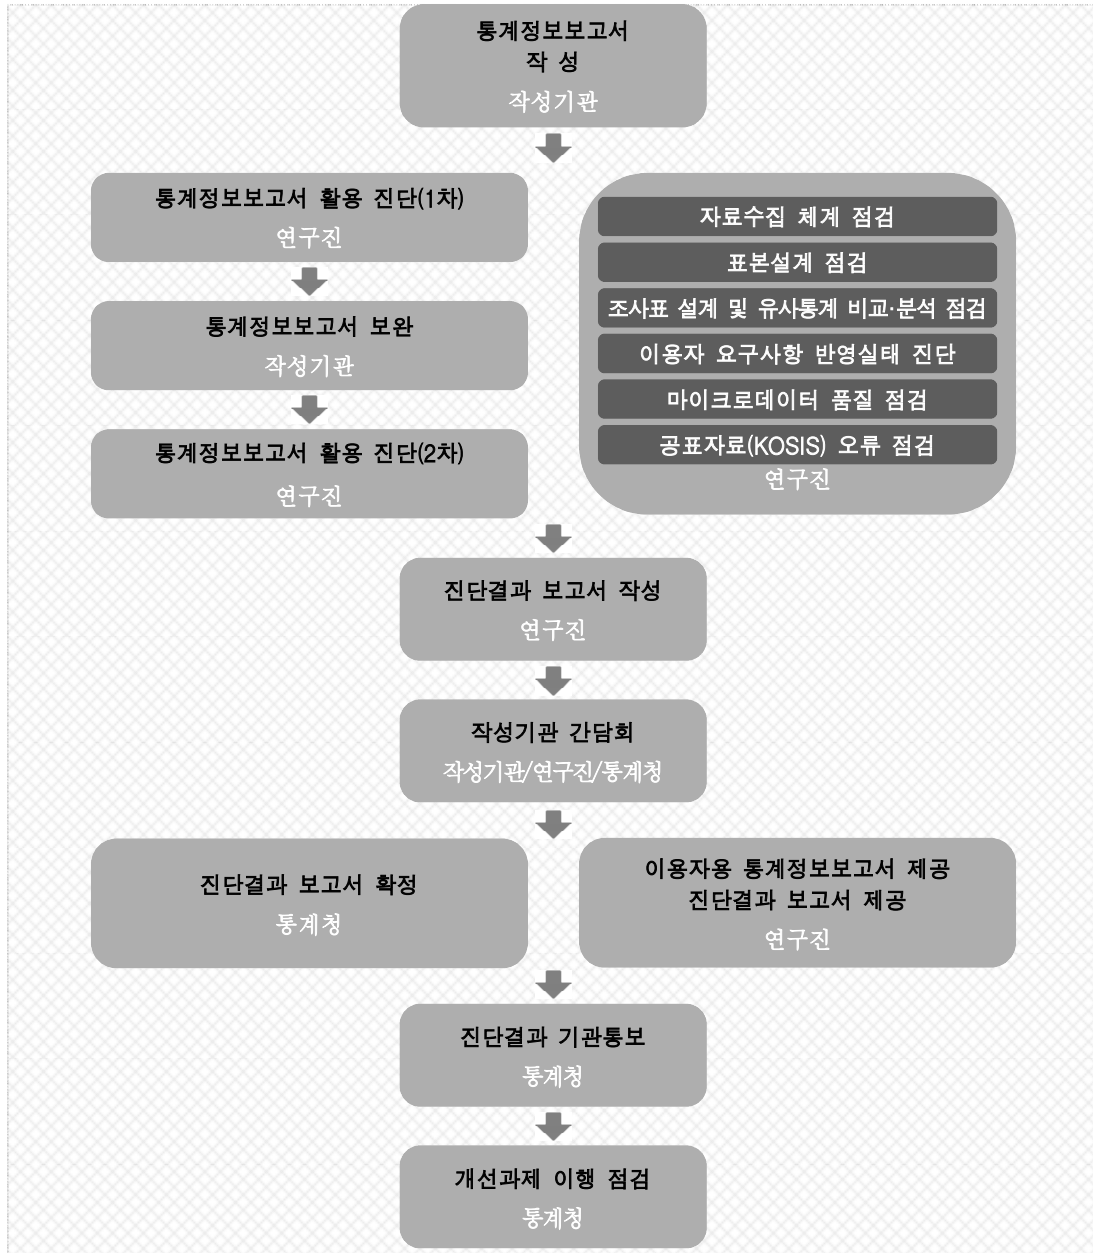 통계정보보고서
작 성
작성기관
통계정보보고서 활용 진단(1차)
연구진
통계정보보고서 보완
작성기관
통계정보보고서 활용 진단(2차)
연구진
자료수집 체계 점검
표본설계 점검
조사표 설계 및 유사통계 비교·분석 점검
이용자 요구사항 반영실태 진단
마이크로데이터 품질 점검
공표자료(KOSIS) 오류 점검
연구진
진단결과 보고서 작성
연구진
작성기관 간담회
작성기관/연구진/통계청
진단결과 보고서 확정
통계청
이용자용 통계정보보고서 제공
진단결과 보고서 제공
연구진
진단결과 기관통보
통계청
개선과제 이행 점검
통계청